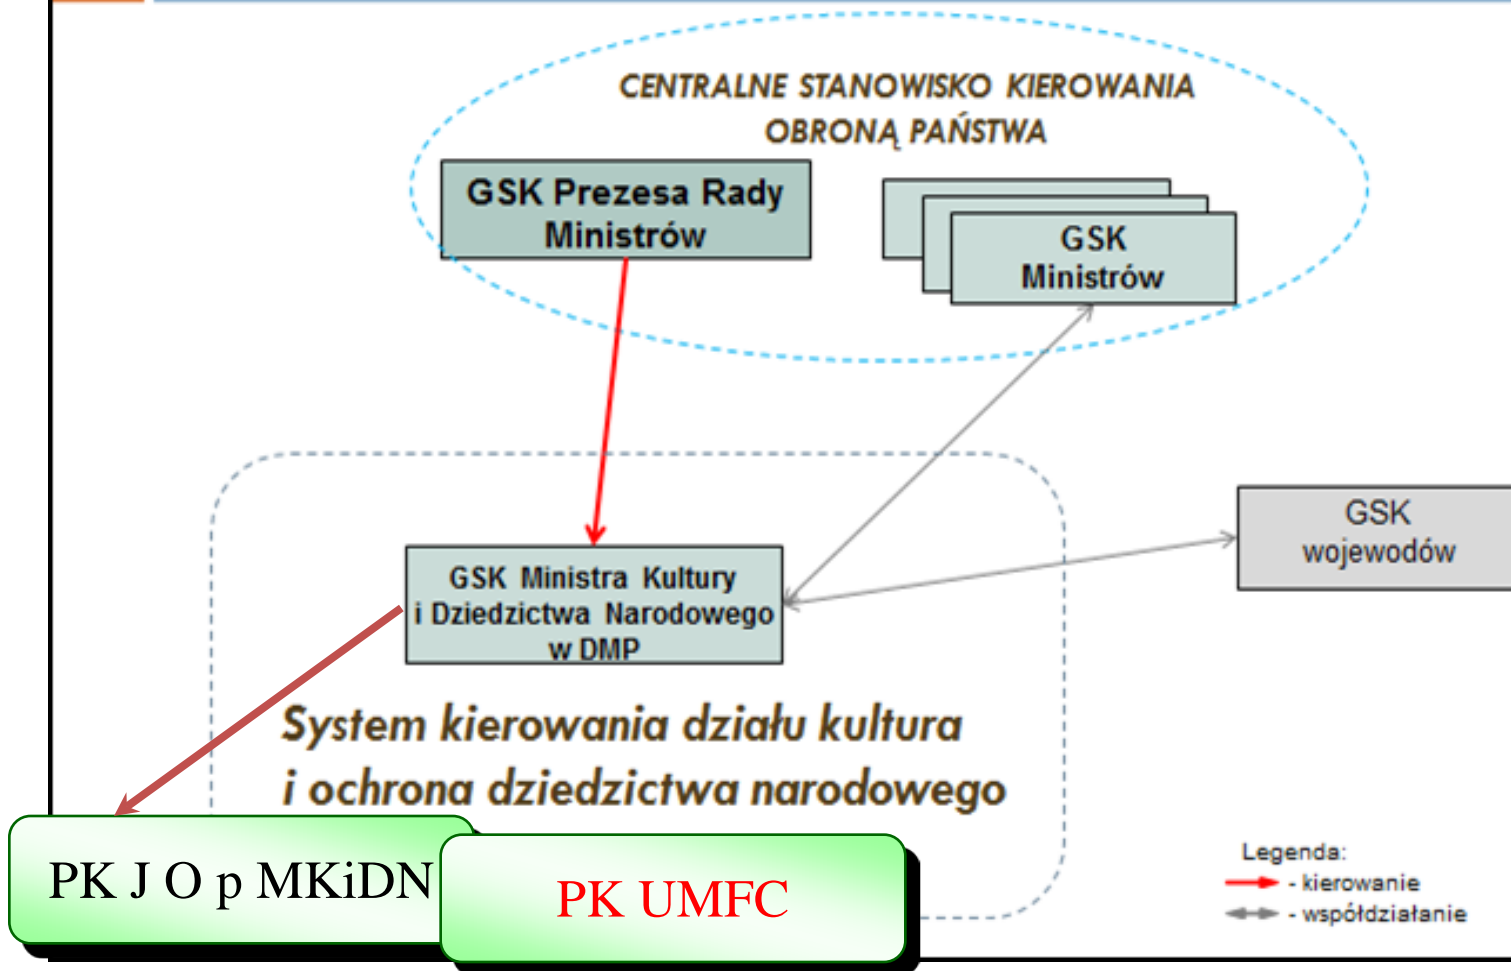 CENTRALNE STANOWISKO KIEROWANIA
OBRONĄ PAŃSTWA
GSK Prezesa Rady
Ministrów
GSK
Ministrów
GSK
wojewodów
GSK Ministra Kultury
i Dziedzictwa Narodowego
w DMP
System kierowania działu kultura
i ochrona dziedzictwa narodowego
PK J O p MKiDN
PK UMFC
Legenda:
- kierowanie
- współdziałanie